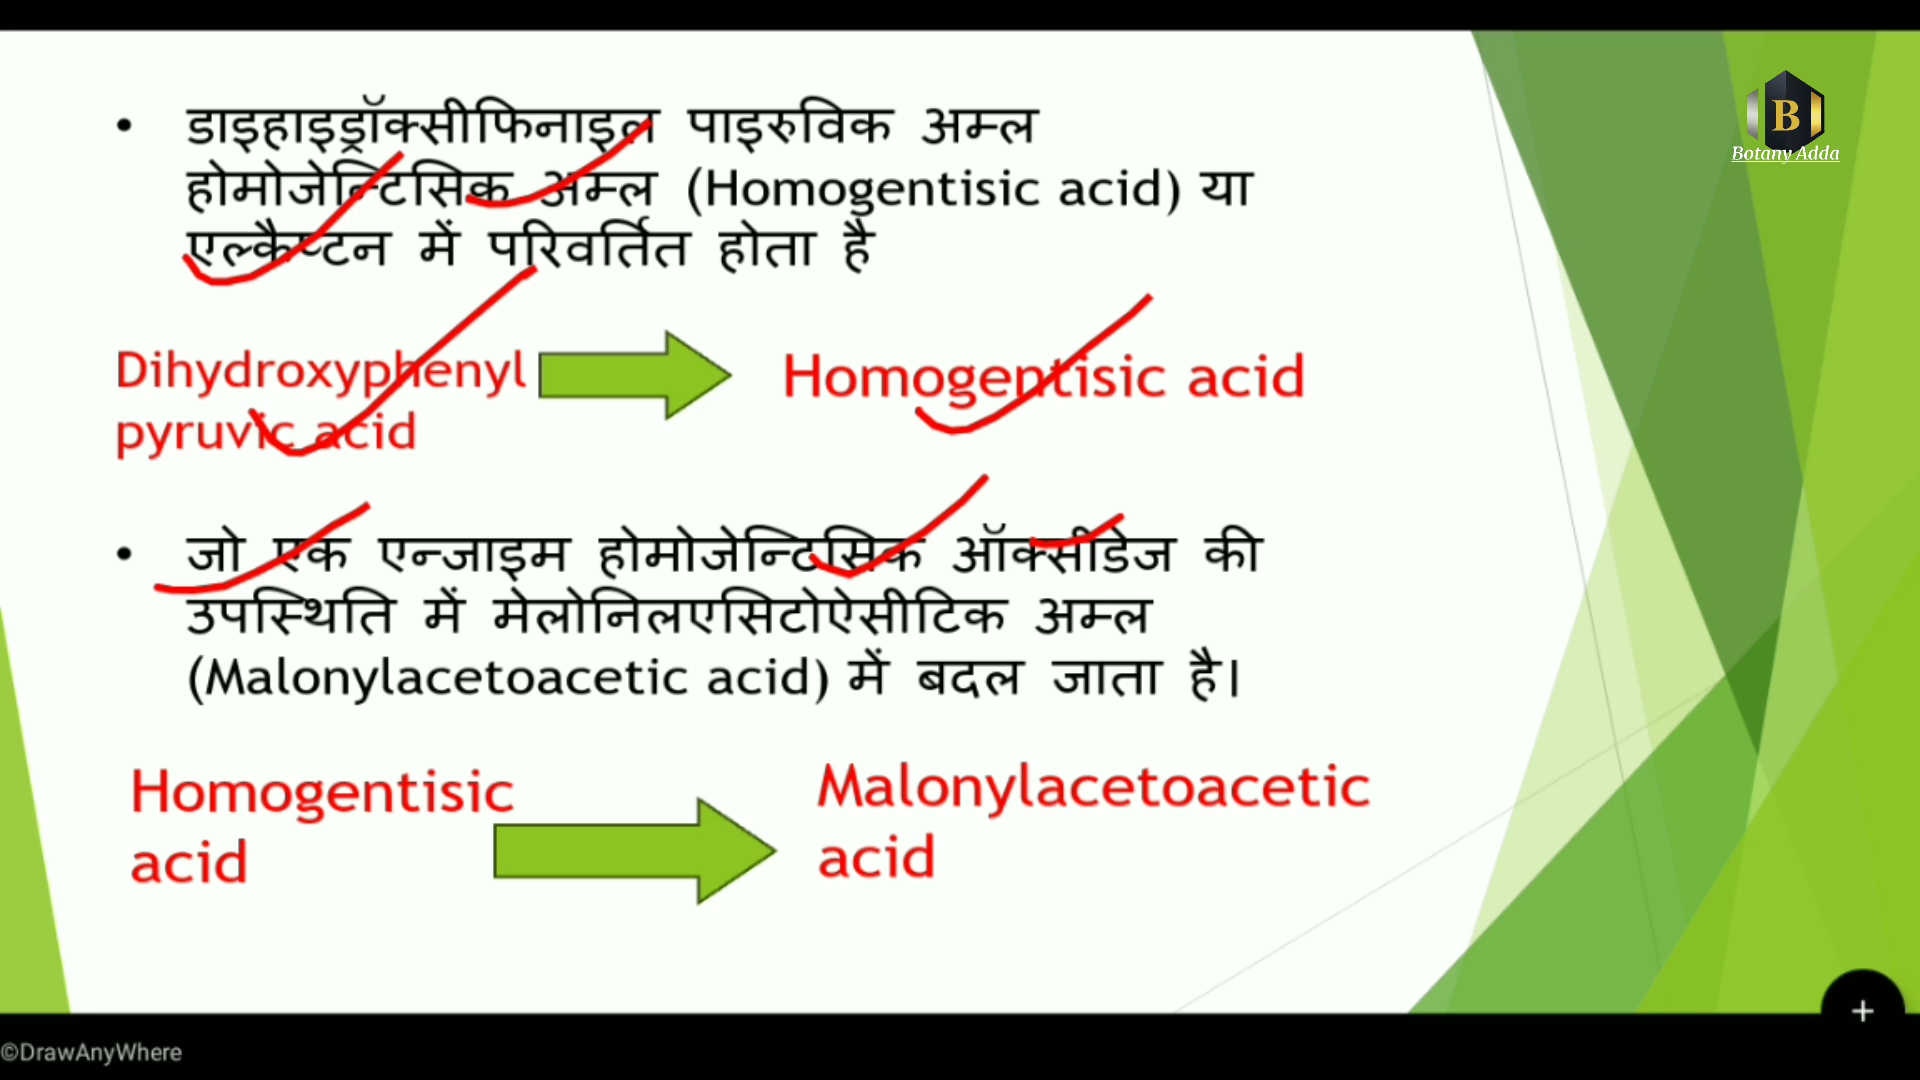 B
Botany Adda
• डाइहाइड्रॉक्सीफिनाइल पाइरुविक अम्ल
होमोजेन्टिसिक अम्ल (Homogentisic acid) या
एल्कैप्टन में परिवर्तित होता है
Dihydroxyphenyl
pyruvic acid
Homogentisic acid
• जो एक एन्जाइम होमोजेन्टिसिक ऑक्सीडेज की
उपस्थिति में मेलोनिलएसिटोऐसीटिक अम्ल
(Malonylacetoacetic acid) में बदल जाता है।
Homogentisic
acid
Malonylacetoacetic
acid
+
©DrawAnyWhere